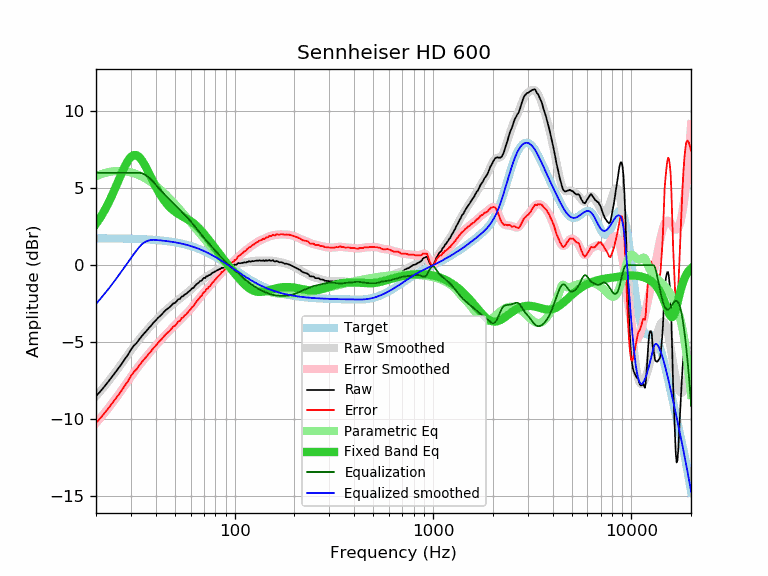 Sennheiser HD 600
Amplitude (dBr)
10
5
0
−5
−10
−15
Target
Raw Smoothed
Error Smoothed
Raw
Error
Parametric Eq
Fixed Band Eq
Equalization
Equalized smoothed
100 1000 10000
Frequency (Hz)